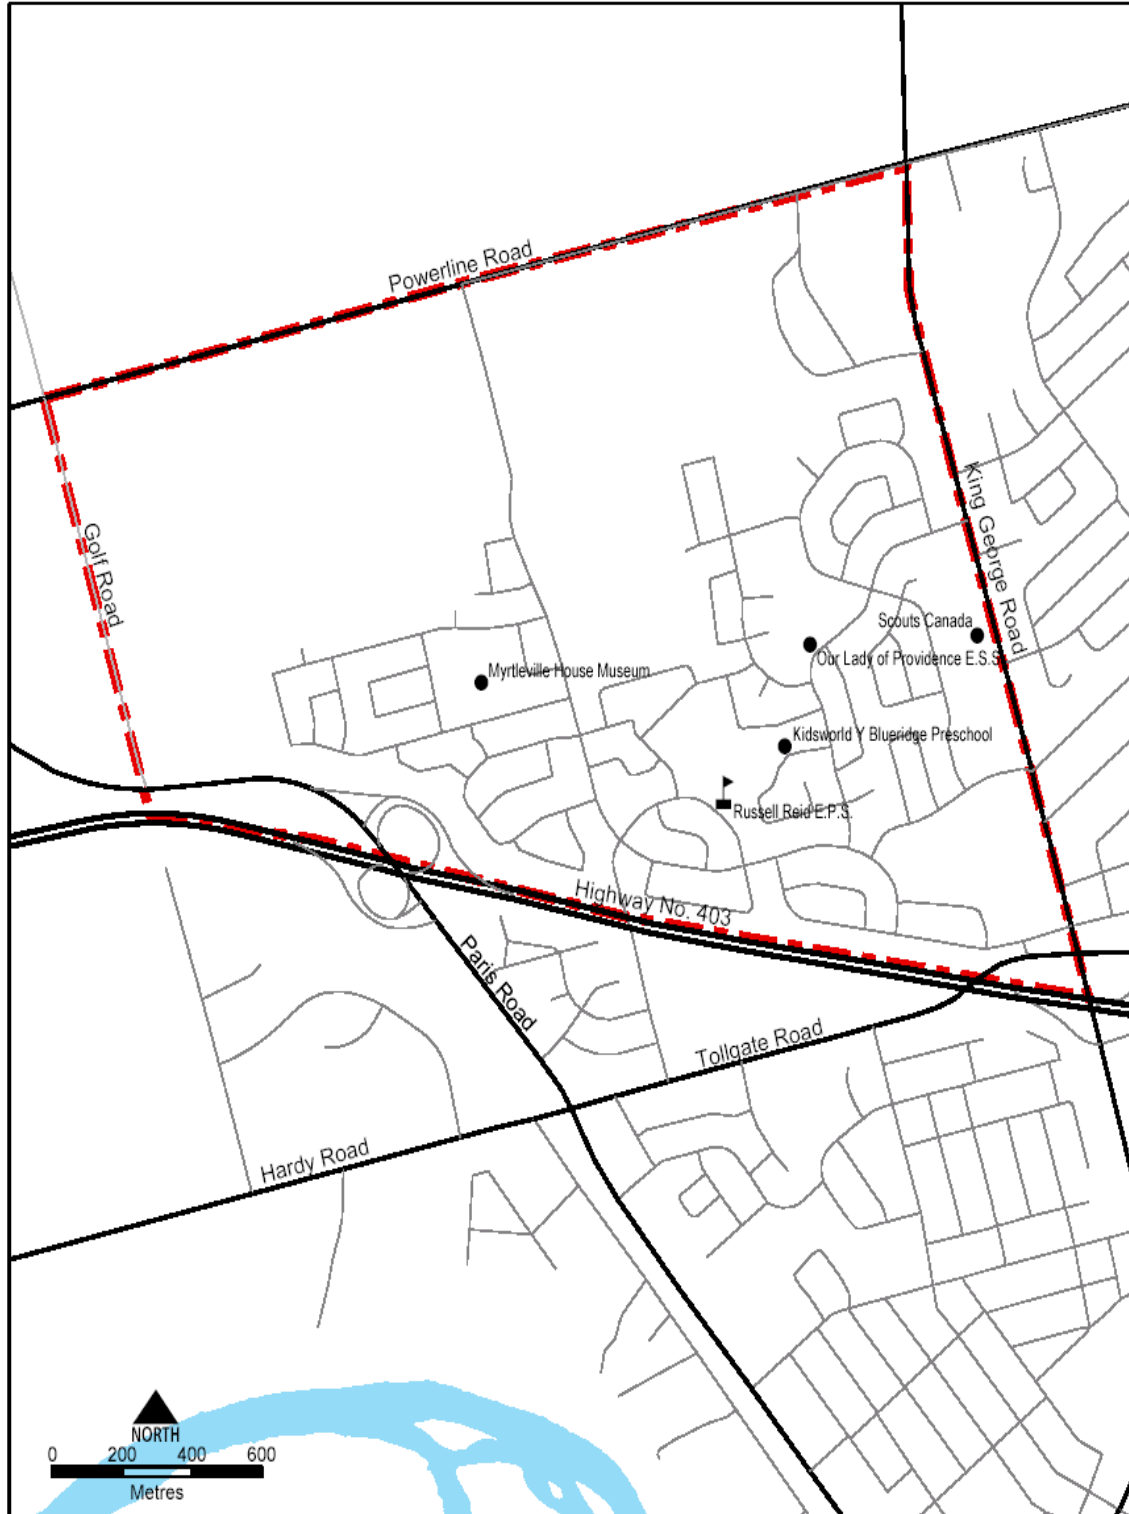 Powerline Road
Golf Road
King George Road
Scouts Canada
Our Lady of Providence E.S.S.
Myrtleville House Museum
Kidsworld Y Blueridge Preschool
Russell Reid E.P.S.
Highway No. 403
Paris Road
Tollgate Road
Hardy Road
NORTH
0 200 400 600
Metres